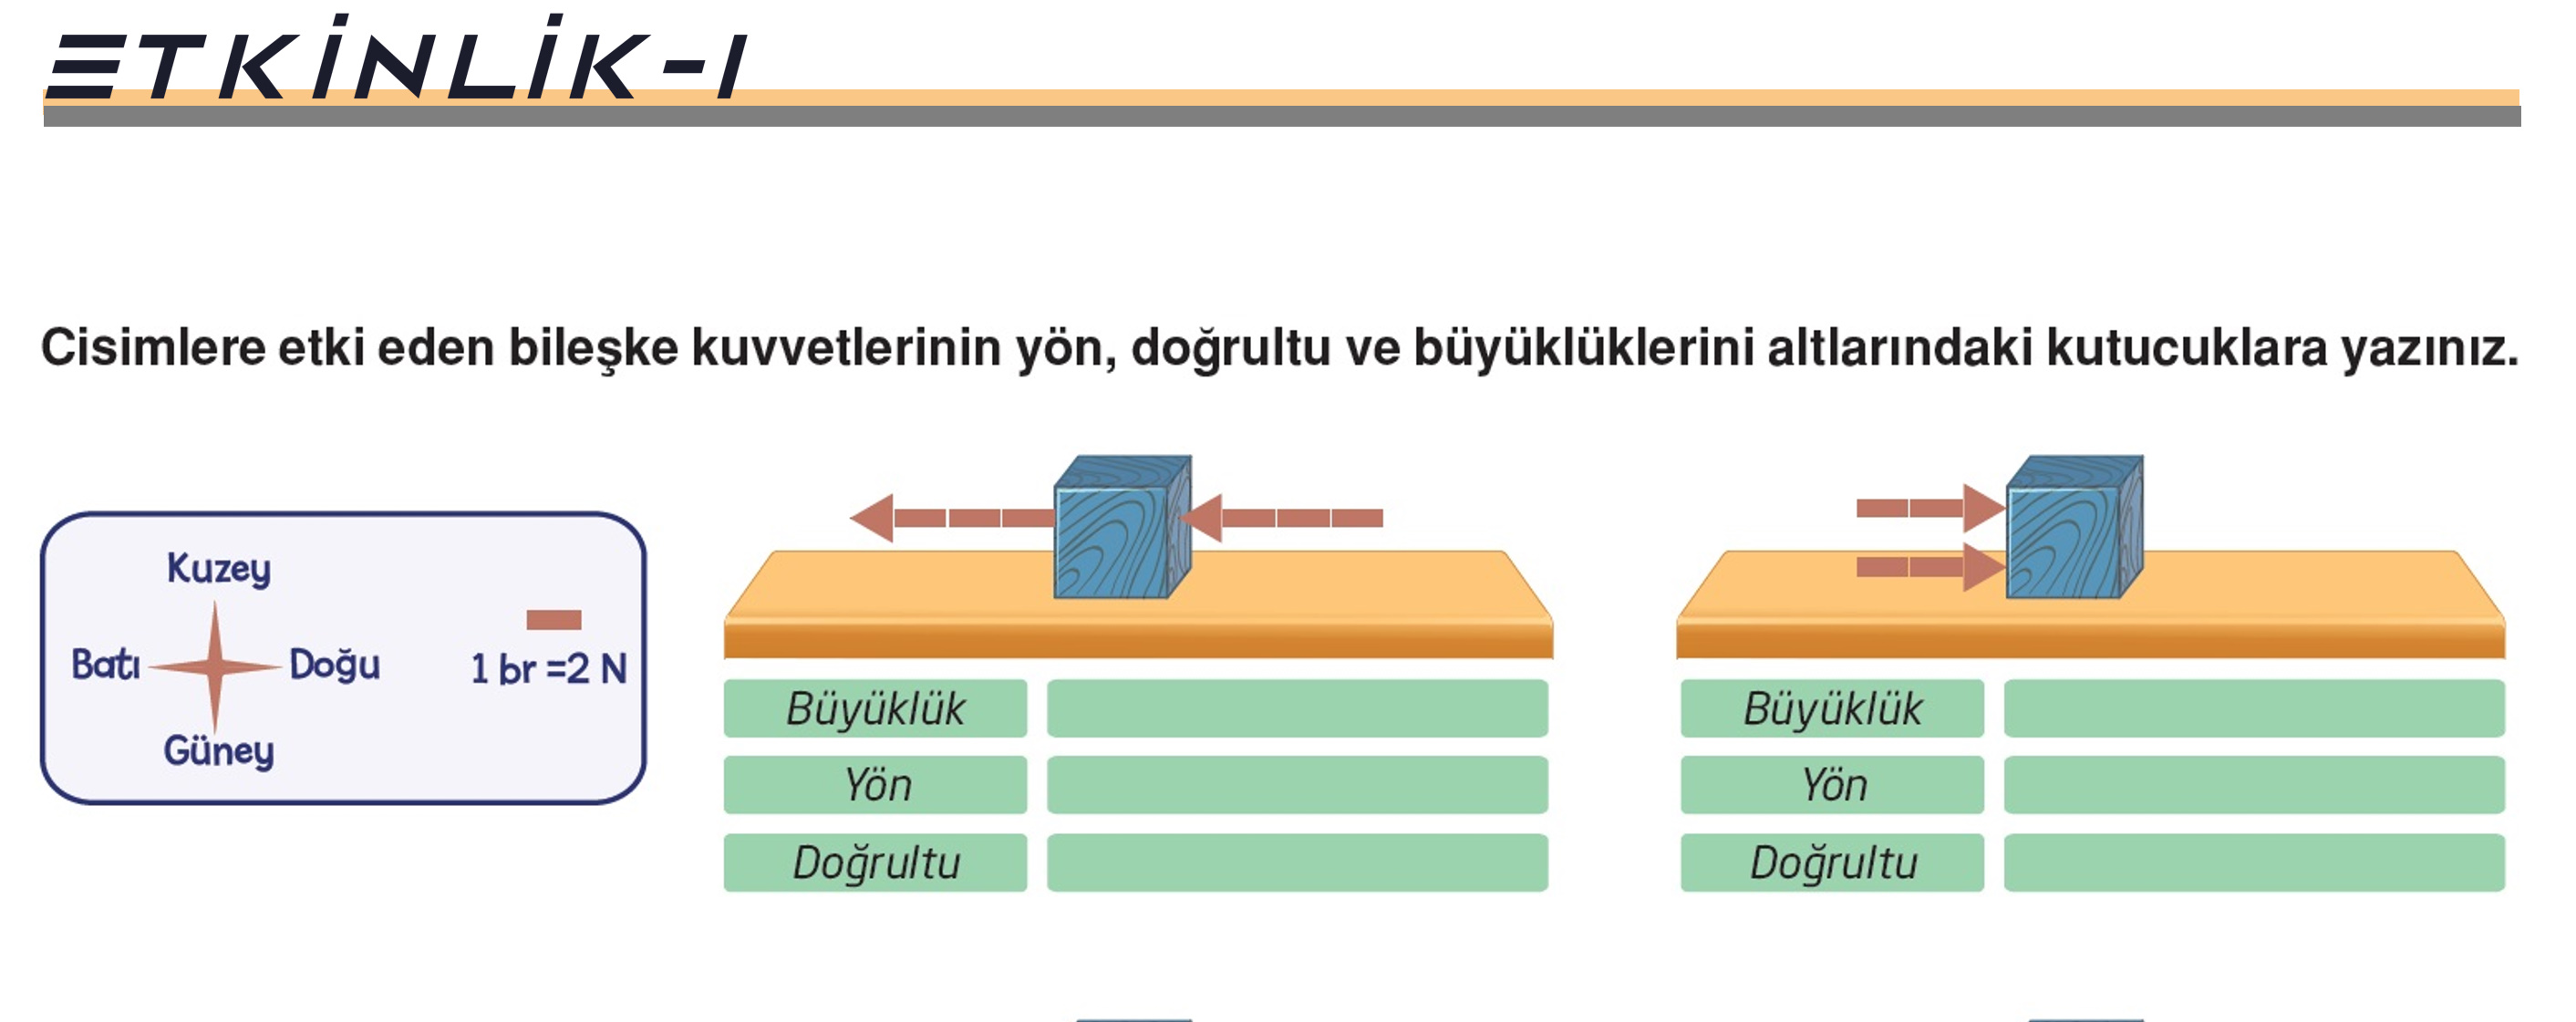 ETKİNLİK-I
Cisimlere etki eden bileşke kuvvetlerinin yön, doğrultu ve büyüklüklerini altlarındaki kutucuklara yazınız.
Kuzey
Batı
Doğu
Güney
1 br =2 N
Büyüklük
Yön
Doğrultu
Büyüklük
Yön
Doğrultu